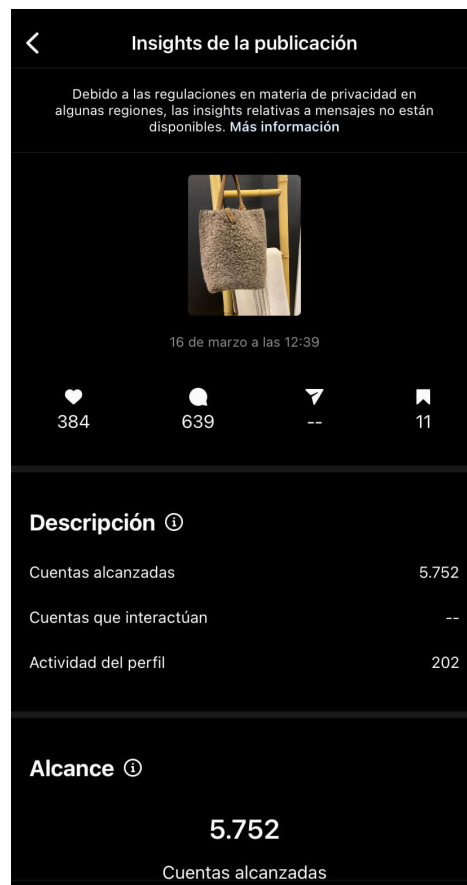 Insights de la publicación
Debido a las regulaciones en materia de privacidad en
algunas regiones, las insights relativas a mensajes no están
disponibles. Más información
16 de marzo a las 12:39
384 639 -- 11
Descripción
Cuentas alcanzadas 5.752
Cuentas que interactúan --
Actividad del perfil 202
Alcance
5.752
Cuentas alcanzadas